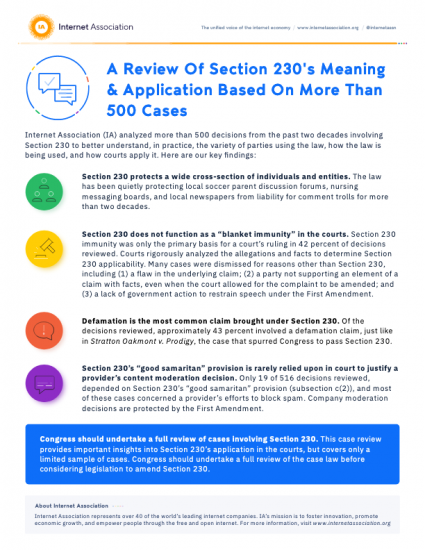 IA Internet Association
The unified voice of the internet economy / www.internetassociation.org / @internetassn
A Review Of Section 230's Meaning
& Application Based On More Than
500 Cases
Internet Association (IA) analyzed more than 500 decisions from the past two decades involving
Section 230 to better understand, in practice, the variety of parties using the law, how the law is
being used, and how courts apply it. Here are our key findings:
Section 230 protects a wide cross-section of individuals and entities. The law
has been quietly protecting local soccer parent discussion forums, nursing
messaging boards, and local newspapers from liability for comment trolls for more
than two decades.
Section 230 does not function as a “blanket immunity” in the courts. Section 230
immunity was only the primary basis for a court’s ruling in 42 percent of decisions
reviewed. Courts rigorously analyzed the allegations and facts to determine Section
230 applicability. Many cases were dismissed for reasons other than Section 230,
including (1) a flaw in the underlying claim; (2) a party not supporting an element of a
claim with facts, even when the court allowed for the complaint to be amended; and
(3) a lack of government action to restrain speech under the First Amendment.
Defamation is the most common claim brought under Section 230. Of the
decisions reviewed, approximately 43 percent involved a defamation claim, just like
in Stratton Oakmont v. Prodigy, the case that spurred Congress to pass Section 230.
Section 230’s “good samaritan” provision is rarely relied upon in court to justify a
provider’s content moderation decision. Only 19 of 516 decisions reviewed,
depended on Section 230’s “good samaritan” provision (subsection c(2)), and most
of these cases concerned a provider’s efforts to block spam. Company moderation
decisions are protected by the First Amendment.
Congress should undertake a full review of cases involving Section 230. This case review
provides important insights into Section 230’s application in the courts, but covers only a
limited sample of cases. Congress should undertake a full review of the case law before
considering legislation to amend Section 230.
About Internet Association
Internet Association represents over 40 of the world’s leading internet companies. IA’s mission is to foster innovation, promote
economic growth, and empower people through the free and open internet. For more information, visit www.internetassociation.org